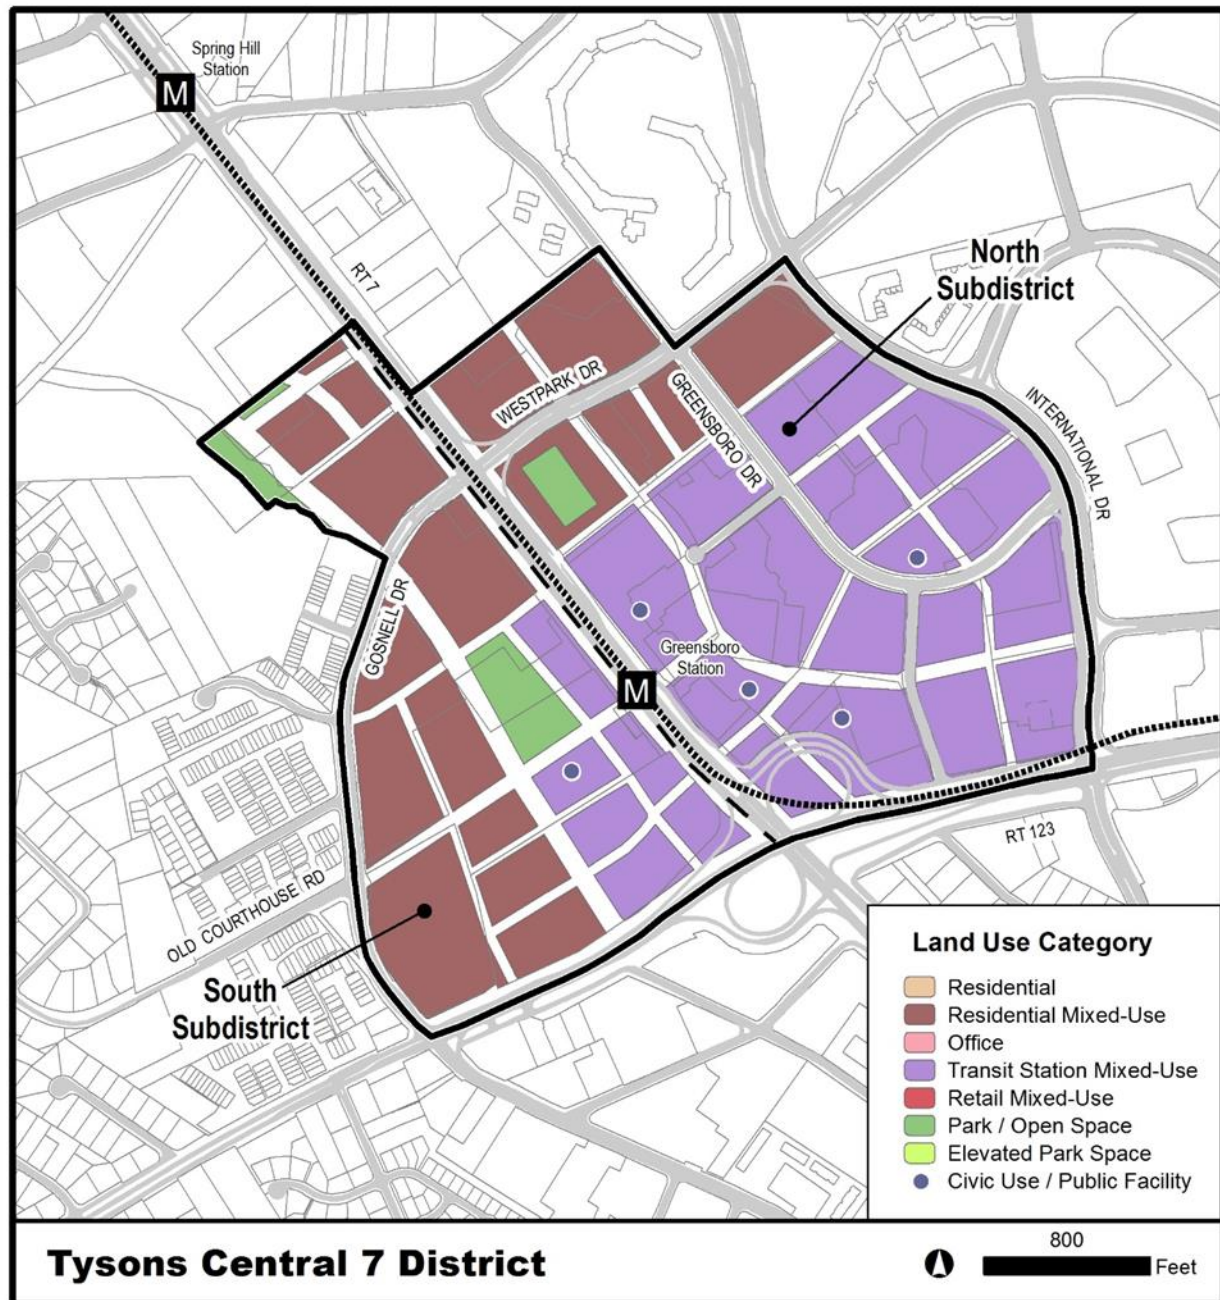 Spring Hill
Station
M
RT 7
North
Subdistrict
WESTPARK DR
GREENSBORO DR
INTERNATIONAL DR
GOSNELL DR
Greensboro
Station
M
RT 123
OLD COURTHOUSE RD
South
Subdistrict
Land Use Category
Residential
Residential Mixed-Use
Office
Transit Station Mixed-Use
Retail Mixed-Use
Park / Open Space
Elevated Park Space
Civic Use / Public Facility
Tysons Central 7 District
800
Feet